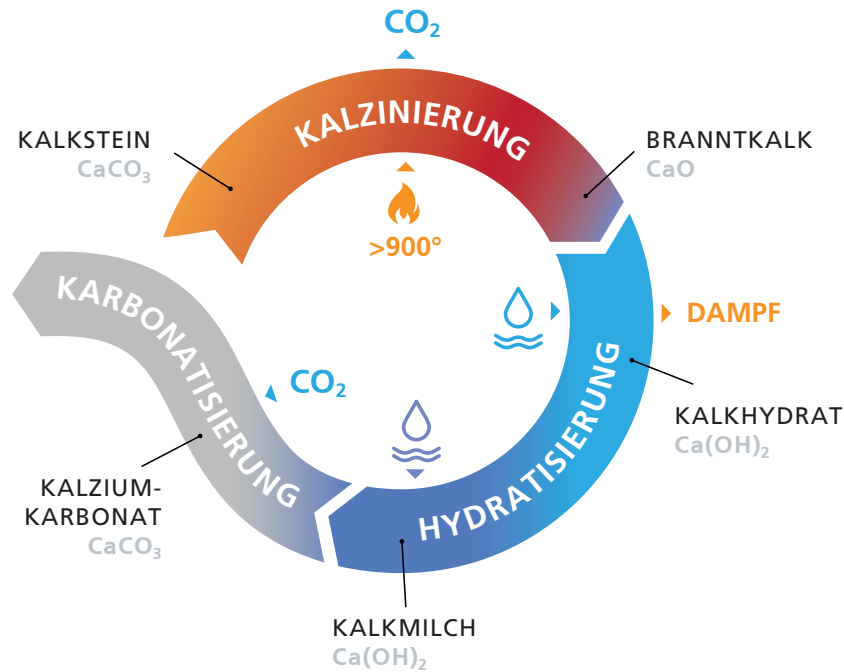 CO₂
KALZINIERUNG
KALKSTEIN
CaCO₃
BRANNTKALK
CaO
>900°
KARBONATISIERUNG
DAMPF
CO₂
HYDRATISIERUNG
KALKHYDRAT
Ca(OH)₂
KALZIUM-
KARBONAT
CaCO₃
KALKMILCH
Ca(OH)₂